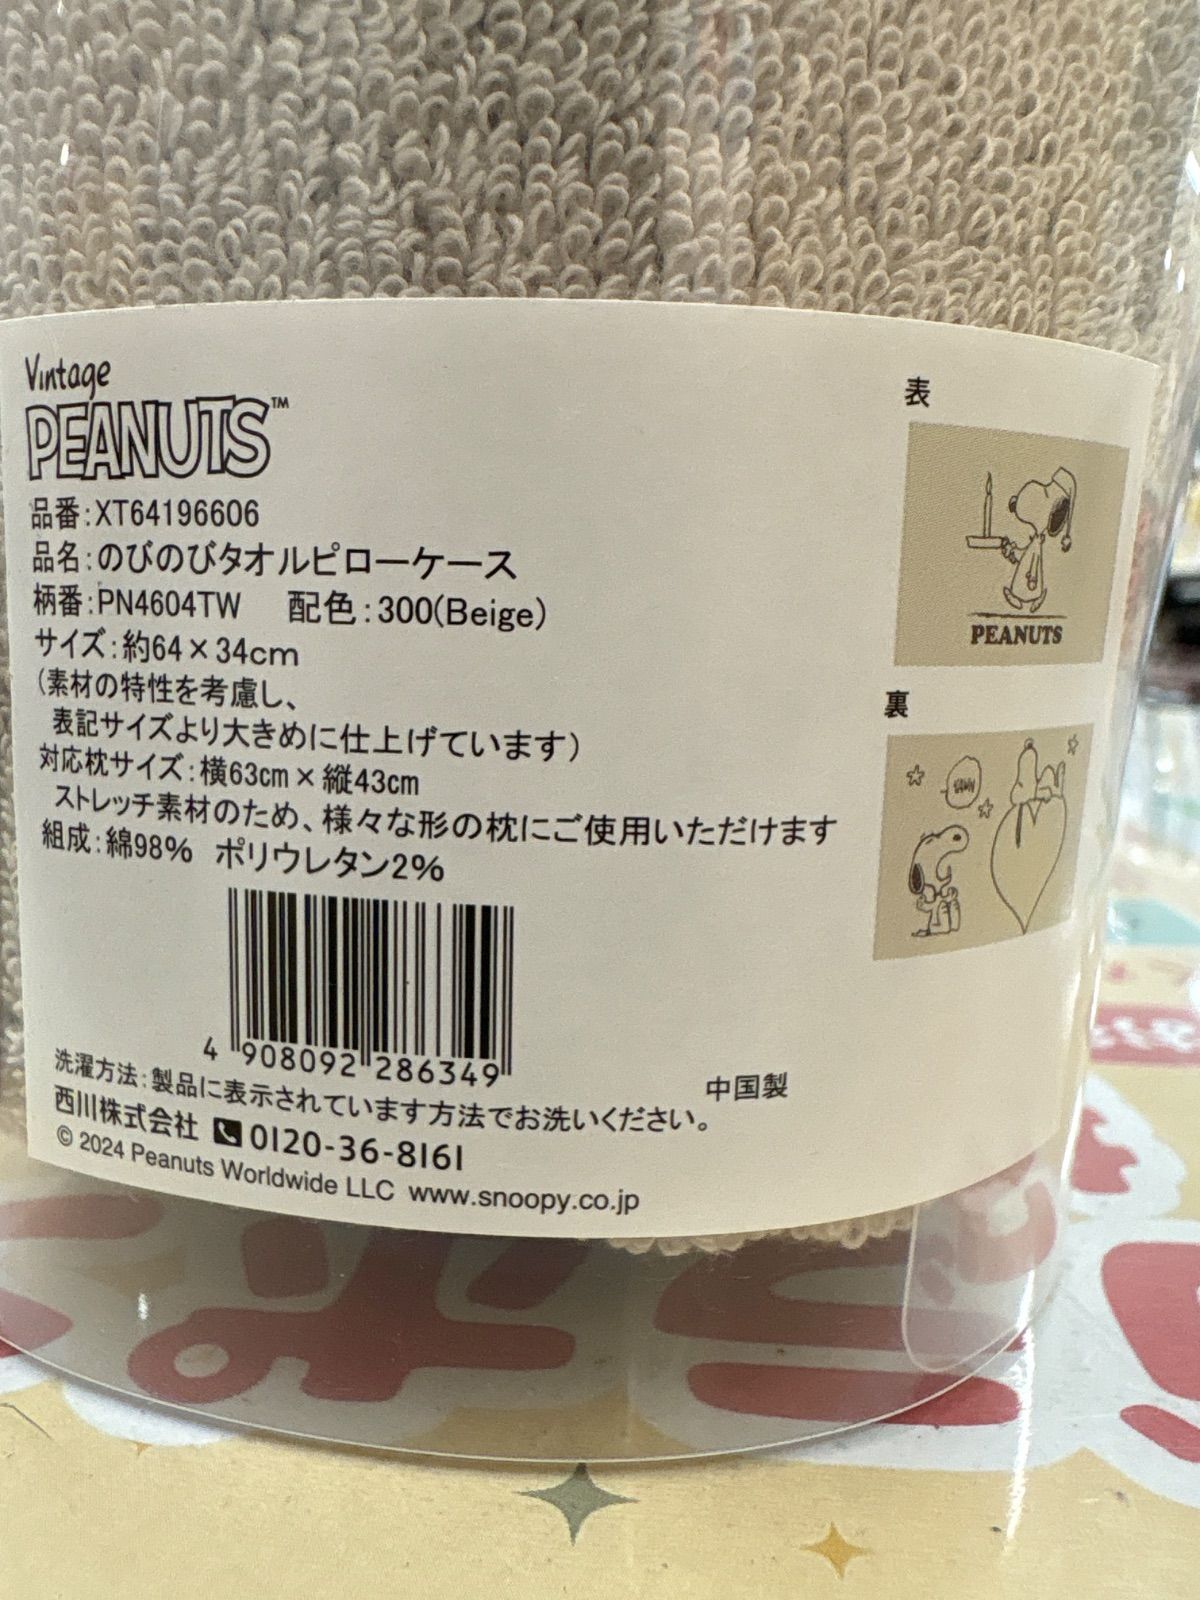 Vintage
PEANUTS™
品番:XT64196606
品名:のびのびタオルピローケース
柄番:PN4604TW 配色:300(Beige)
サイズ:約64×34cm
(素材の特性を考慮し、
表記サイズより大きめに仕上げています)
対応枕サイズ:横63cm×縦43cm
ストレッチ素材のため、様々な形の枕にご使用いただけます
組成:綿98% ポリウレタン2%
4 908092 286349
洗濯方法:製品に表示されています方法でお洗いください。
中国製
西川株式会社 0120-36-8161
© 2024 Peanuts Worldwide LLC www.snoopy.co.jp
表
PEANUTS
裏
YAWN